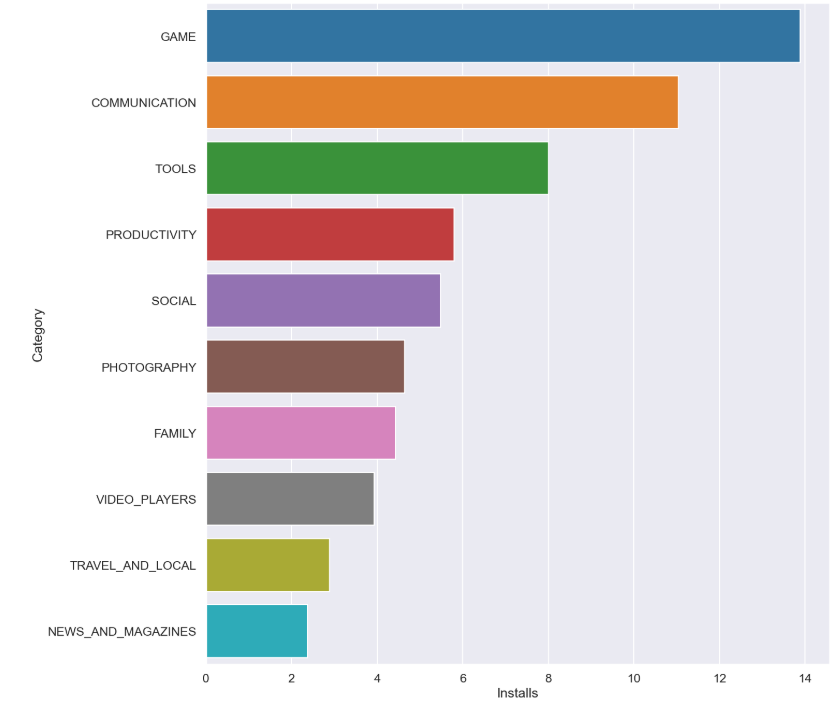 GAME
COMMUNICATION
TOOLS
PRODUCTIVITY
SOCIAL
Category
PHOTOGRAPHY
FAMILY
VIDEO_PLAYERS
TRAVEL_AND_LOCAL
NEWS_AND_MAGAZINES
0 2 4 6 8 10 12 14
Installs